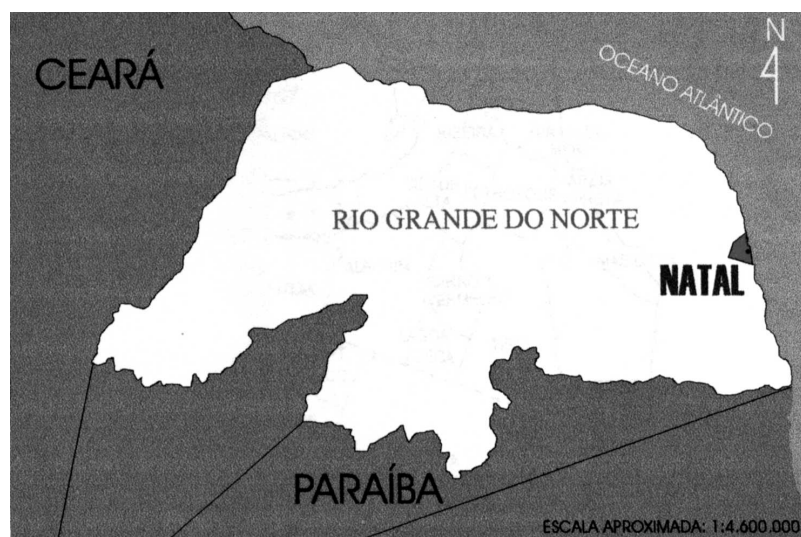 N
CEARÁ
OCEANO ATLÂNTICO
RIO GRANDE DO NORTE
NATAL
PARAÍBA
ESCALA APROXIMADA: 1:4.600.000